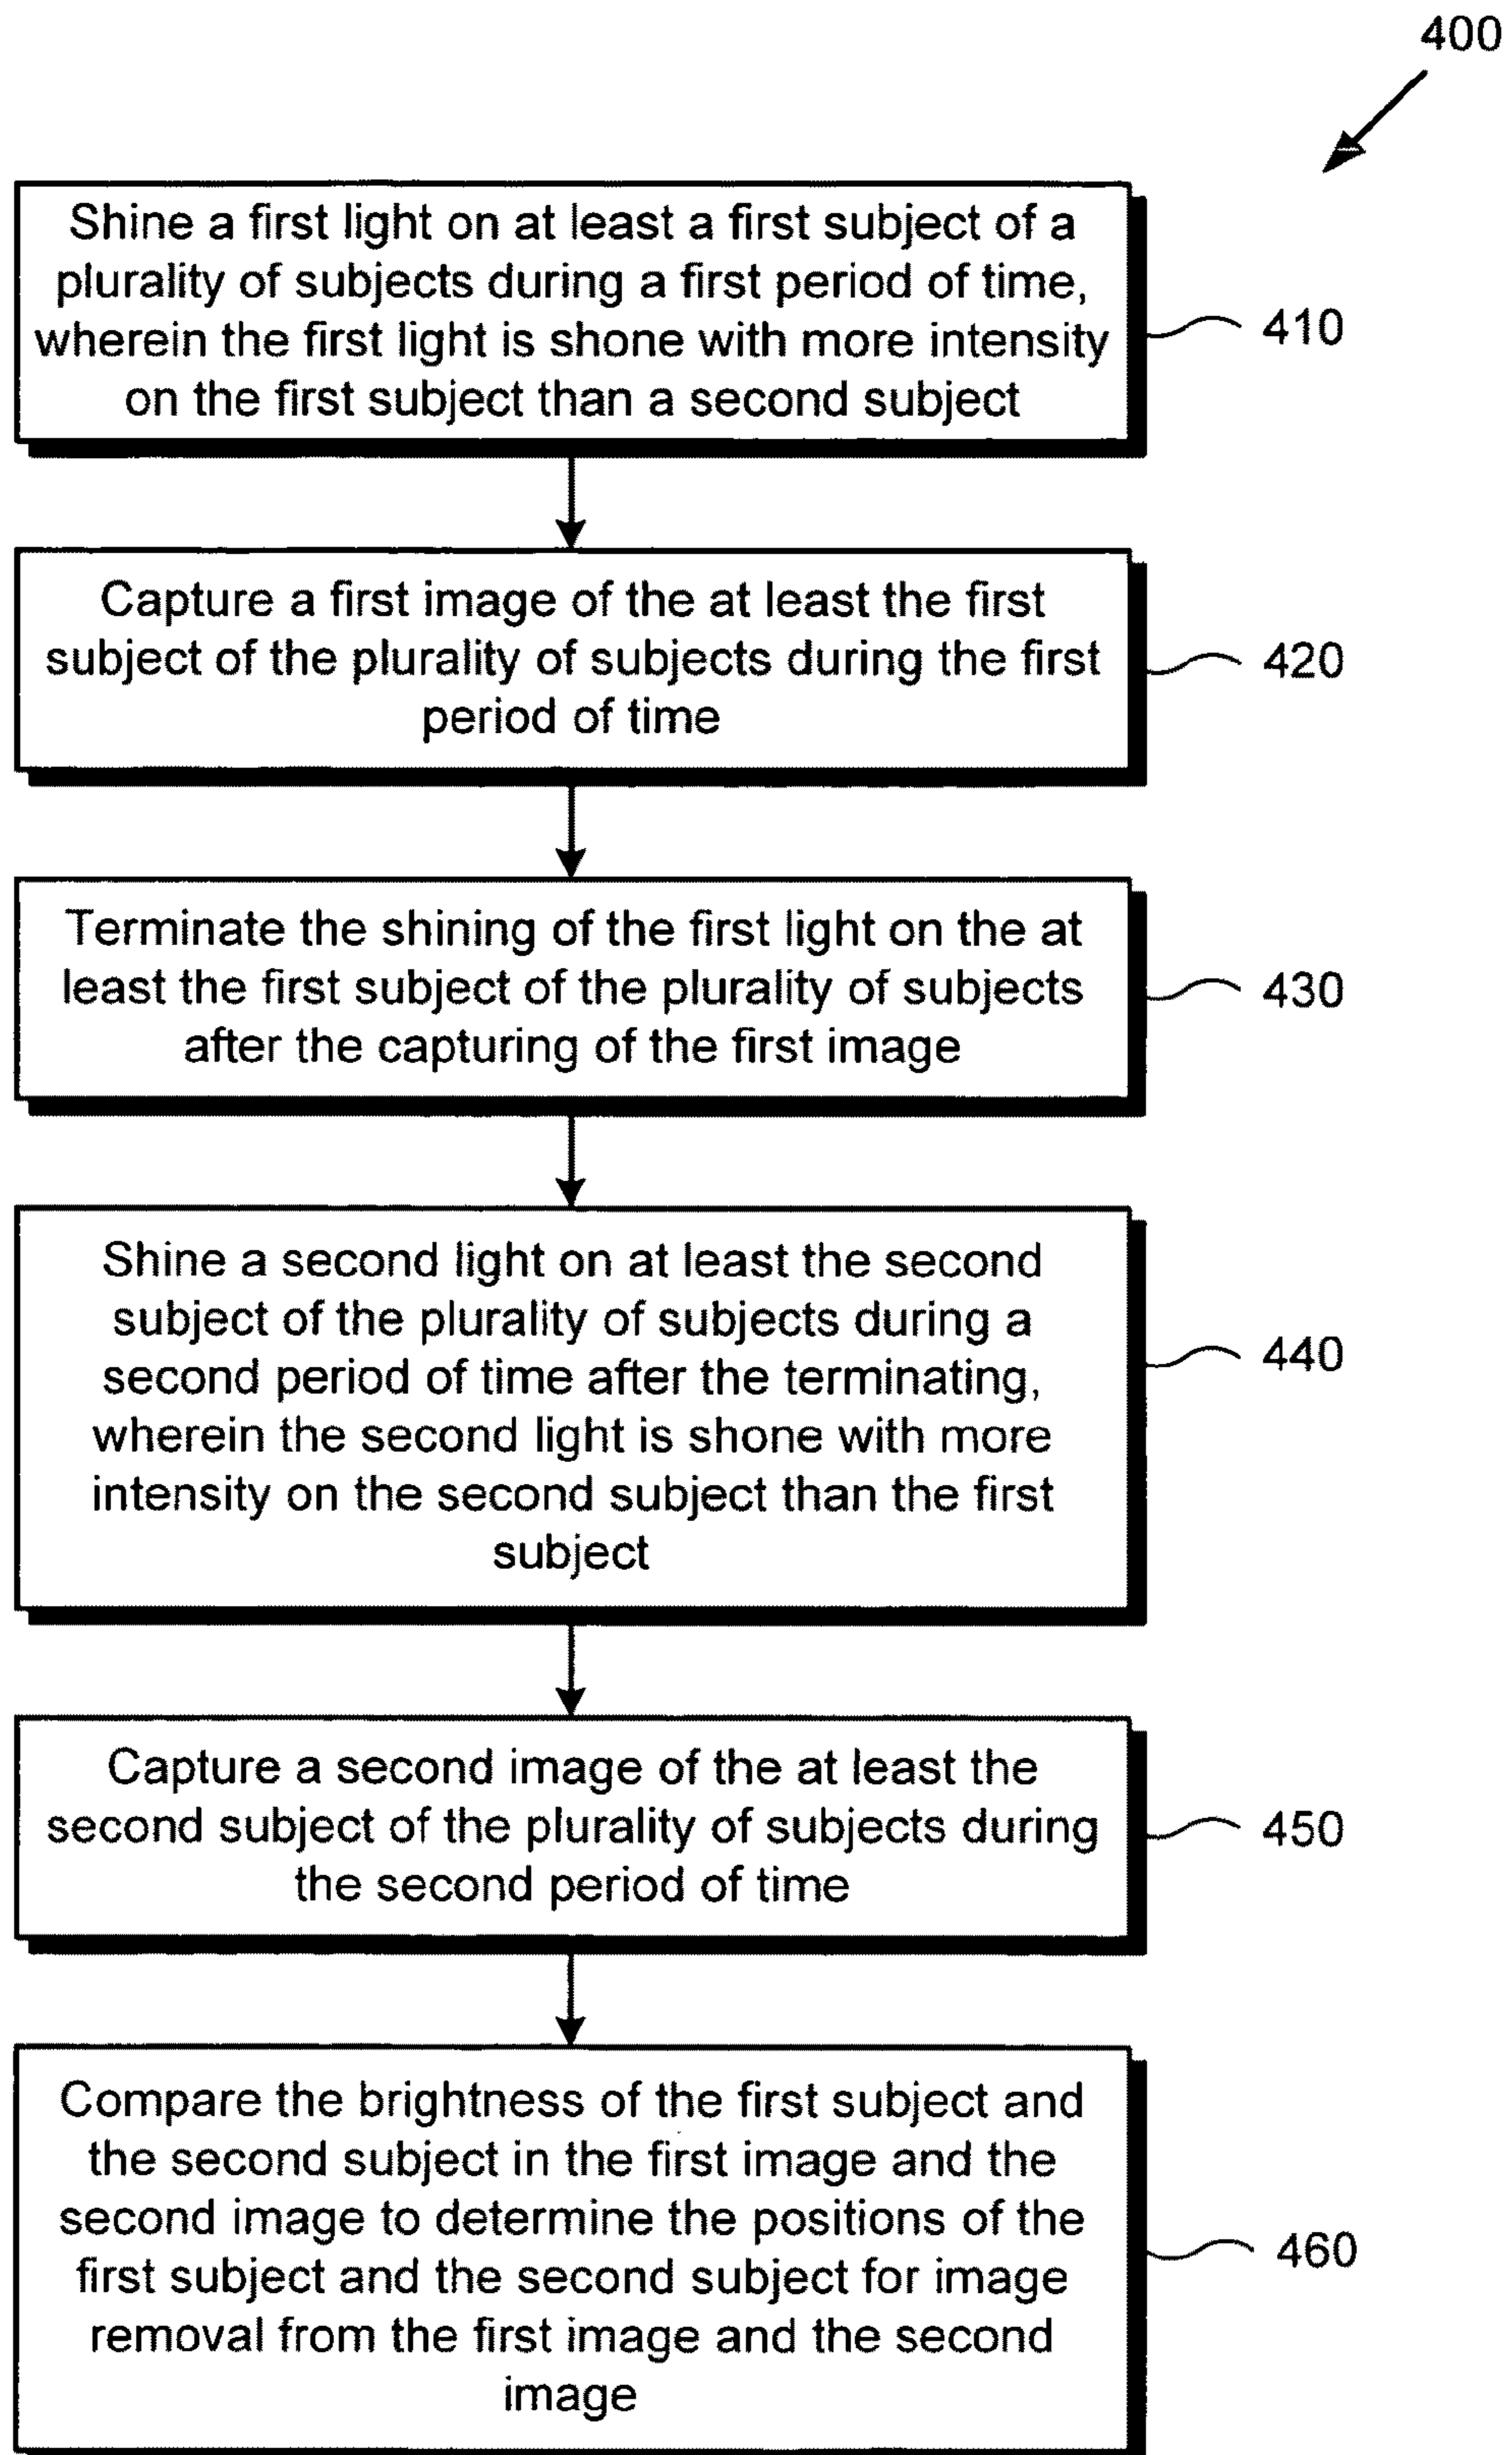 400
Shine a first light on at least a first subject of a
plurality of subjects during a first period of time,
wherein the first light is shone with more intensity
on the first subject than a second subject
410
Capture a first image of the at least the first
subject of the plurality of subjects during the first
period of time
420
Terminate the shining of the first light on the at
least the first subject of the plurality of subjects
after the capturing of the first image
430
Shine a second light on at least the second
subject of the plurality of subjects during a
second period of time after the terminating,
wherein the second light is shone with more
intensity on the second subject than the first
subject
440
Capture a second image of the at least the
second subject of the plurality of subjects during
the second period of time
450
Compare the brightness of the first subject and
the second subject in the first image and the
second image to determine the positions of the
first subject and the second subject for image
removal from the first image and the second
image
460